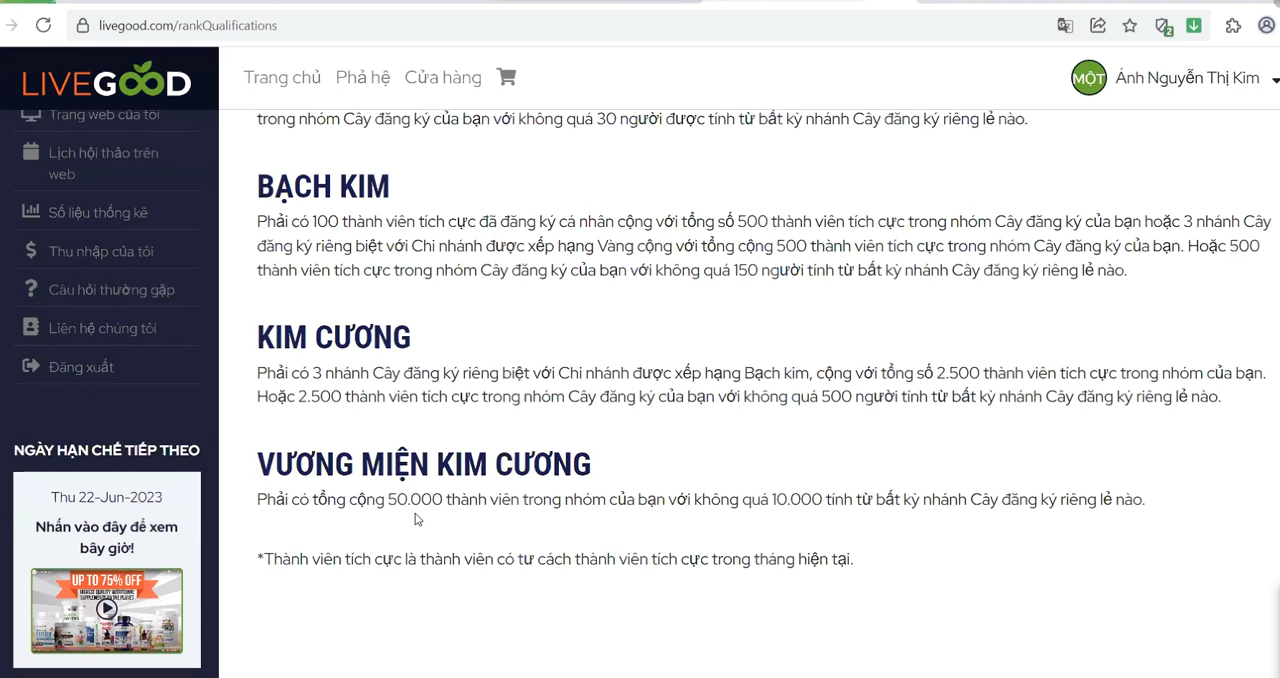 livegood.com/rankQualifications
2
LIVEGOOD
Trang chủ Phả hệ Cửa hàng
MỘT Ánh Nguyễn Thị Kim
Trang web của tôi
Lịch hội thảo trên
web
Số liệu thống kê
Thu nhập của tôi
Câu hỏi thường gặp
Liên hệ chúng tôi
Đăng xuất
NGÀY HẠN CHẾ TIẾP THEO
Thu 22-Jun-2023
Nhấn vào đây để xem
bây giờ!
UP TO 75% OFF
HIGHEST QUALITY NUTRITIONAL
SUPPLEMENTS ON THE PLANET
trong nhóm Cây đăng ký của bạn với không quá 30 người được tính từ bất kỳ nhánh Cây đăng ký riêng lẻ nào.
BẠCH KIM
Phải có 100 thành viên tích cực đã đăng ký cá nhân cộng với tổng số 500 thành viên tích cực trong nhóm Cây đăng ký của bạn hoặc 3 nhánh Cây
đăng ký riêng biệt với Chi nhánh được xếp hạng Vàng cộng với tổng cộng 500 thành viên tích cực trong nhóm Cây đăng ký của bạn. Hoặc 500
thành viên tích cực trong nhóm Cây đăng ký của bạn với không quá 150 người tính từ bất kỳ nhánh Cây đăng ký riêng lẻ nào.
KIM CƯƠNG
Phải có 3 nhánh Cây đăng ký riêng biệt với Chi nhánh được xếp hạng Bạch kim, cộng với tổng số 2.500 thành viên tích cực trong nhóm của bạn.
Hoặc 2.500 thành viên tích cực trong nhóm Cây đăng ký của bạn với không quá 500 người tính từ bất kỳ nhánh Cây đăng ký riêng lẻ nào.
VƯƠNG MIỆN KIM CƯƠNG
Phải có tổng cộng 50.000 thành viên trong nhóm của bạn với không quá 10.000 tính từ bất kỳ nhánh Cây đăng ký riêng lẻ nào.
*Thành viên tích cực là thành viên có tư cách thành viên tích cực trong tháng hiện tại.